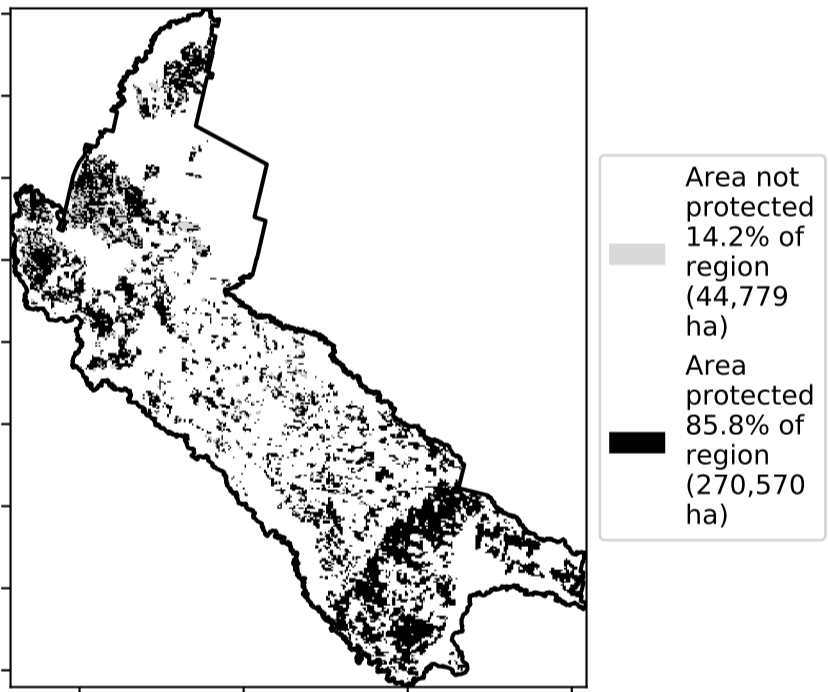 Area not
protected
14.2% of
region
(44,779
ha)
Area
protected
85.8% of
region
(270,570
ha)